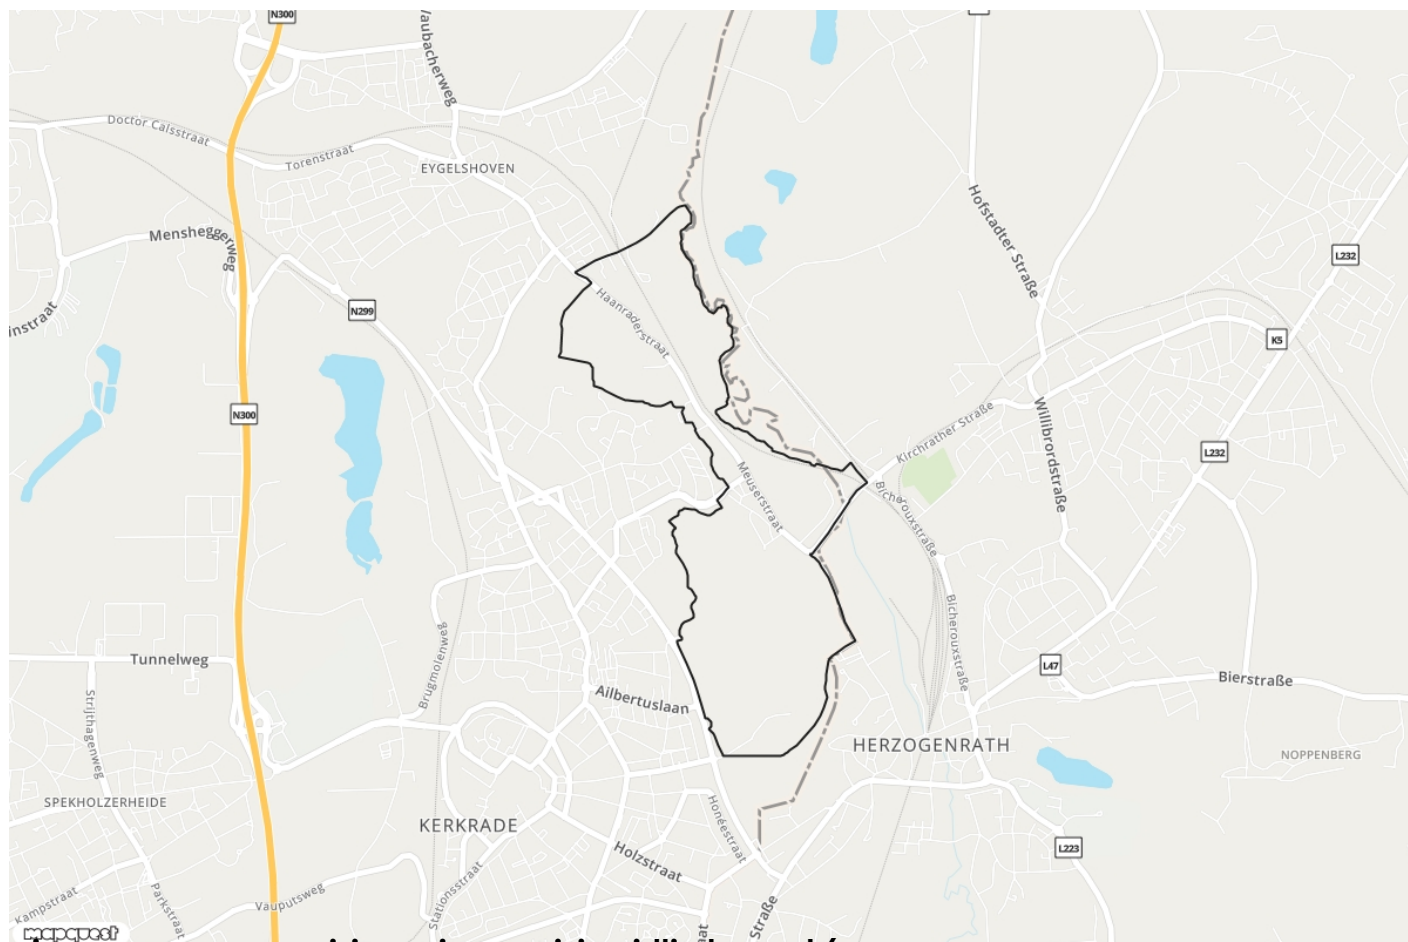 N300
Vaubacherweg
Doctor Calsstraat
Torenstraat
EYGELSHOVEN
Hofstadter Straße
Mensheggerweg
L232
instraat
N299
Haanraderstraat
K5
N300
Kirchrather Straße
Willibrordstraße
L232
Meuserstraat
Bicherouxstraße
Bicherouxstraße
Brugmolenweg
Tunnelweg
L47
Bierstraße
Strijthagenweg
Ailbertuslaan
HERZOGENRATH
NOPPENBERG
SPEKHOLZERHEIDE
KERKRADE
Honéestraat
L223
Holzstraat
Kampstraat
Parkstraat
Vauputsweg
Stationsstraat
Straße
mapquest